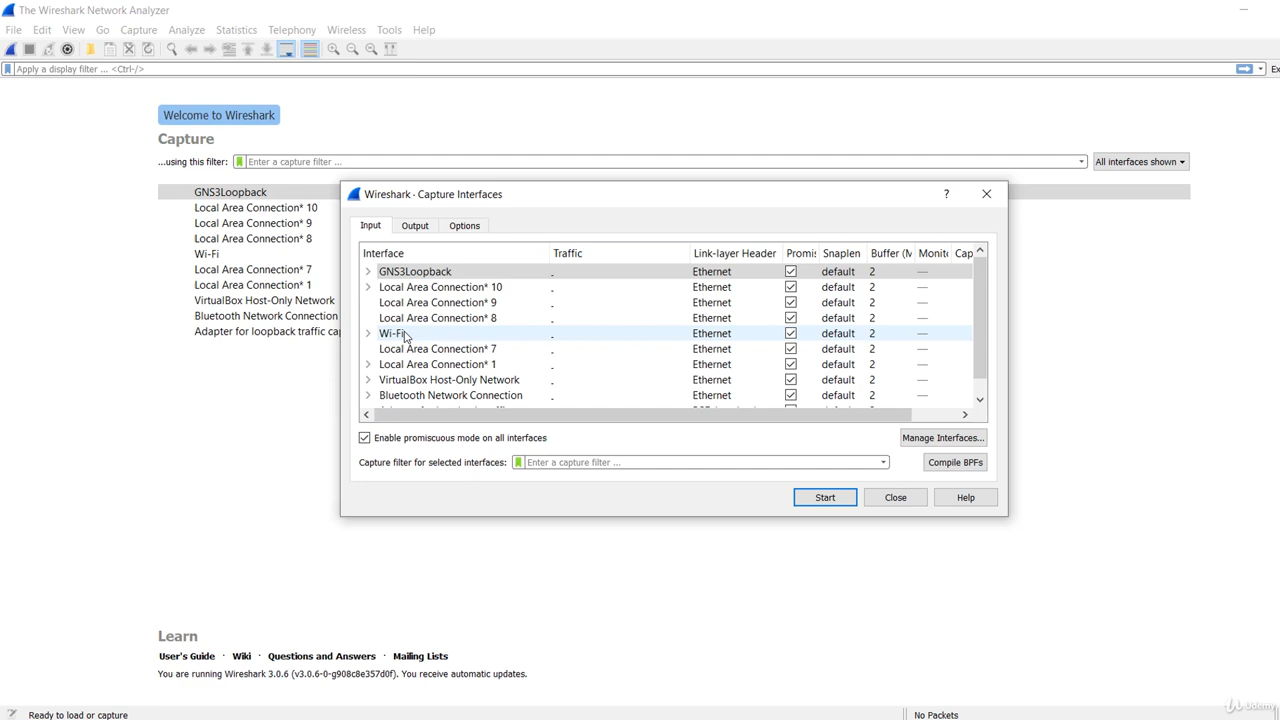 The Wireshark Network Analyzer
File Edit View Go Capture Analyze Statistics Telephony Wireless Tools Help
Apply a display filter ... <Ctrl-/> Ex
Welcome to Wireshark
Capture
...using this filter: Enter a capture filter ... All interfaces shown
GNS3Loopback
Local Area Connection* 10
Local Area Connection* 9
Local Area Connection* 8
Wi-Fi
Local Area Connection* 7
Local Area Connection* 1
VirtualBox Host-Only Network
Bluetooth Network Connection
Adapter for loopback traffic cap
Wireshark · Capture Interfaces ?
Input Output Options
Interface Traffic Link-layer Header Promis Snaplen Buffer (M Monito Cap
GNS3Loopback Ethernet default 2 —
Local Area Connection* 10 Ethernet default 2 —
Local Area Connection* 9 Ethernet default 2 —
Local Area Connection* 8 Ethernet default 2 —
Wi-Fi Ethernet default 2 —
Local Area Connection* 7 Ethernet default 2 —
Local Area Connection* 1 Ethernet default 2 —
VirtualBox Host-Only Network Ethernet default 2 —
Bluetooth Network Connection Ethernet default 2 —
Enable promiscuous mode on all interfaces Manage Interfaces...
Capture filter for selected interfaces: Enter a capture filter ... Compile BPFs
Start Close Help
Learn
User's Guide · Wiki · Questions and Answers · Mailing Lists
You are running Wireshark 3.0.6 (v3.0.6-0-g908c8e357d0f). You receive automatic updates.
Ready to load or capture No Packets
Udemy